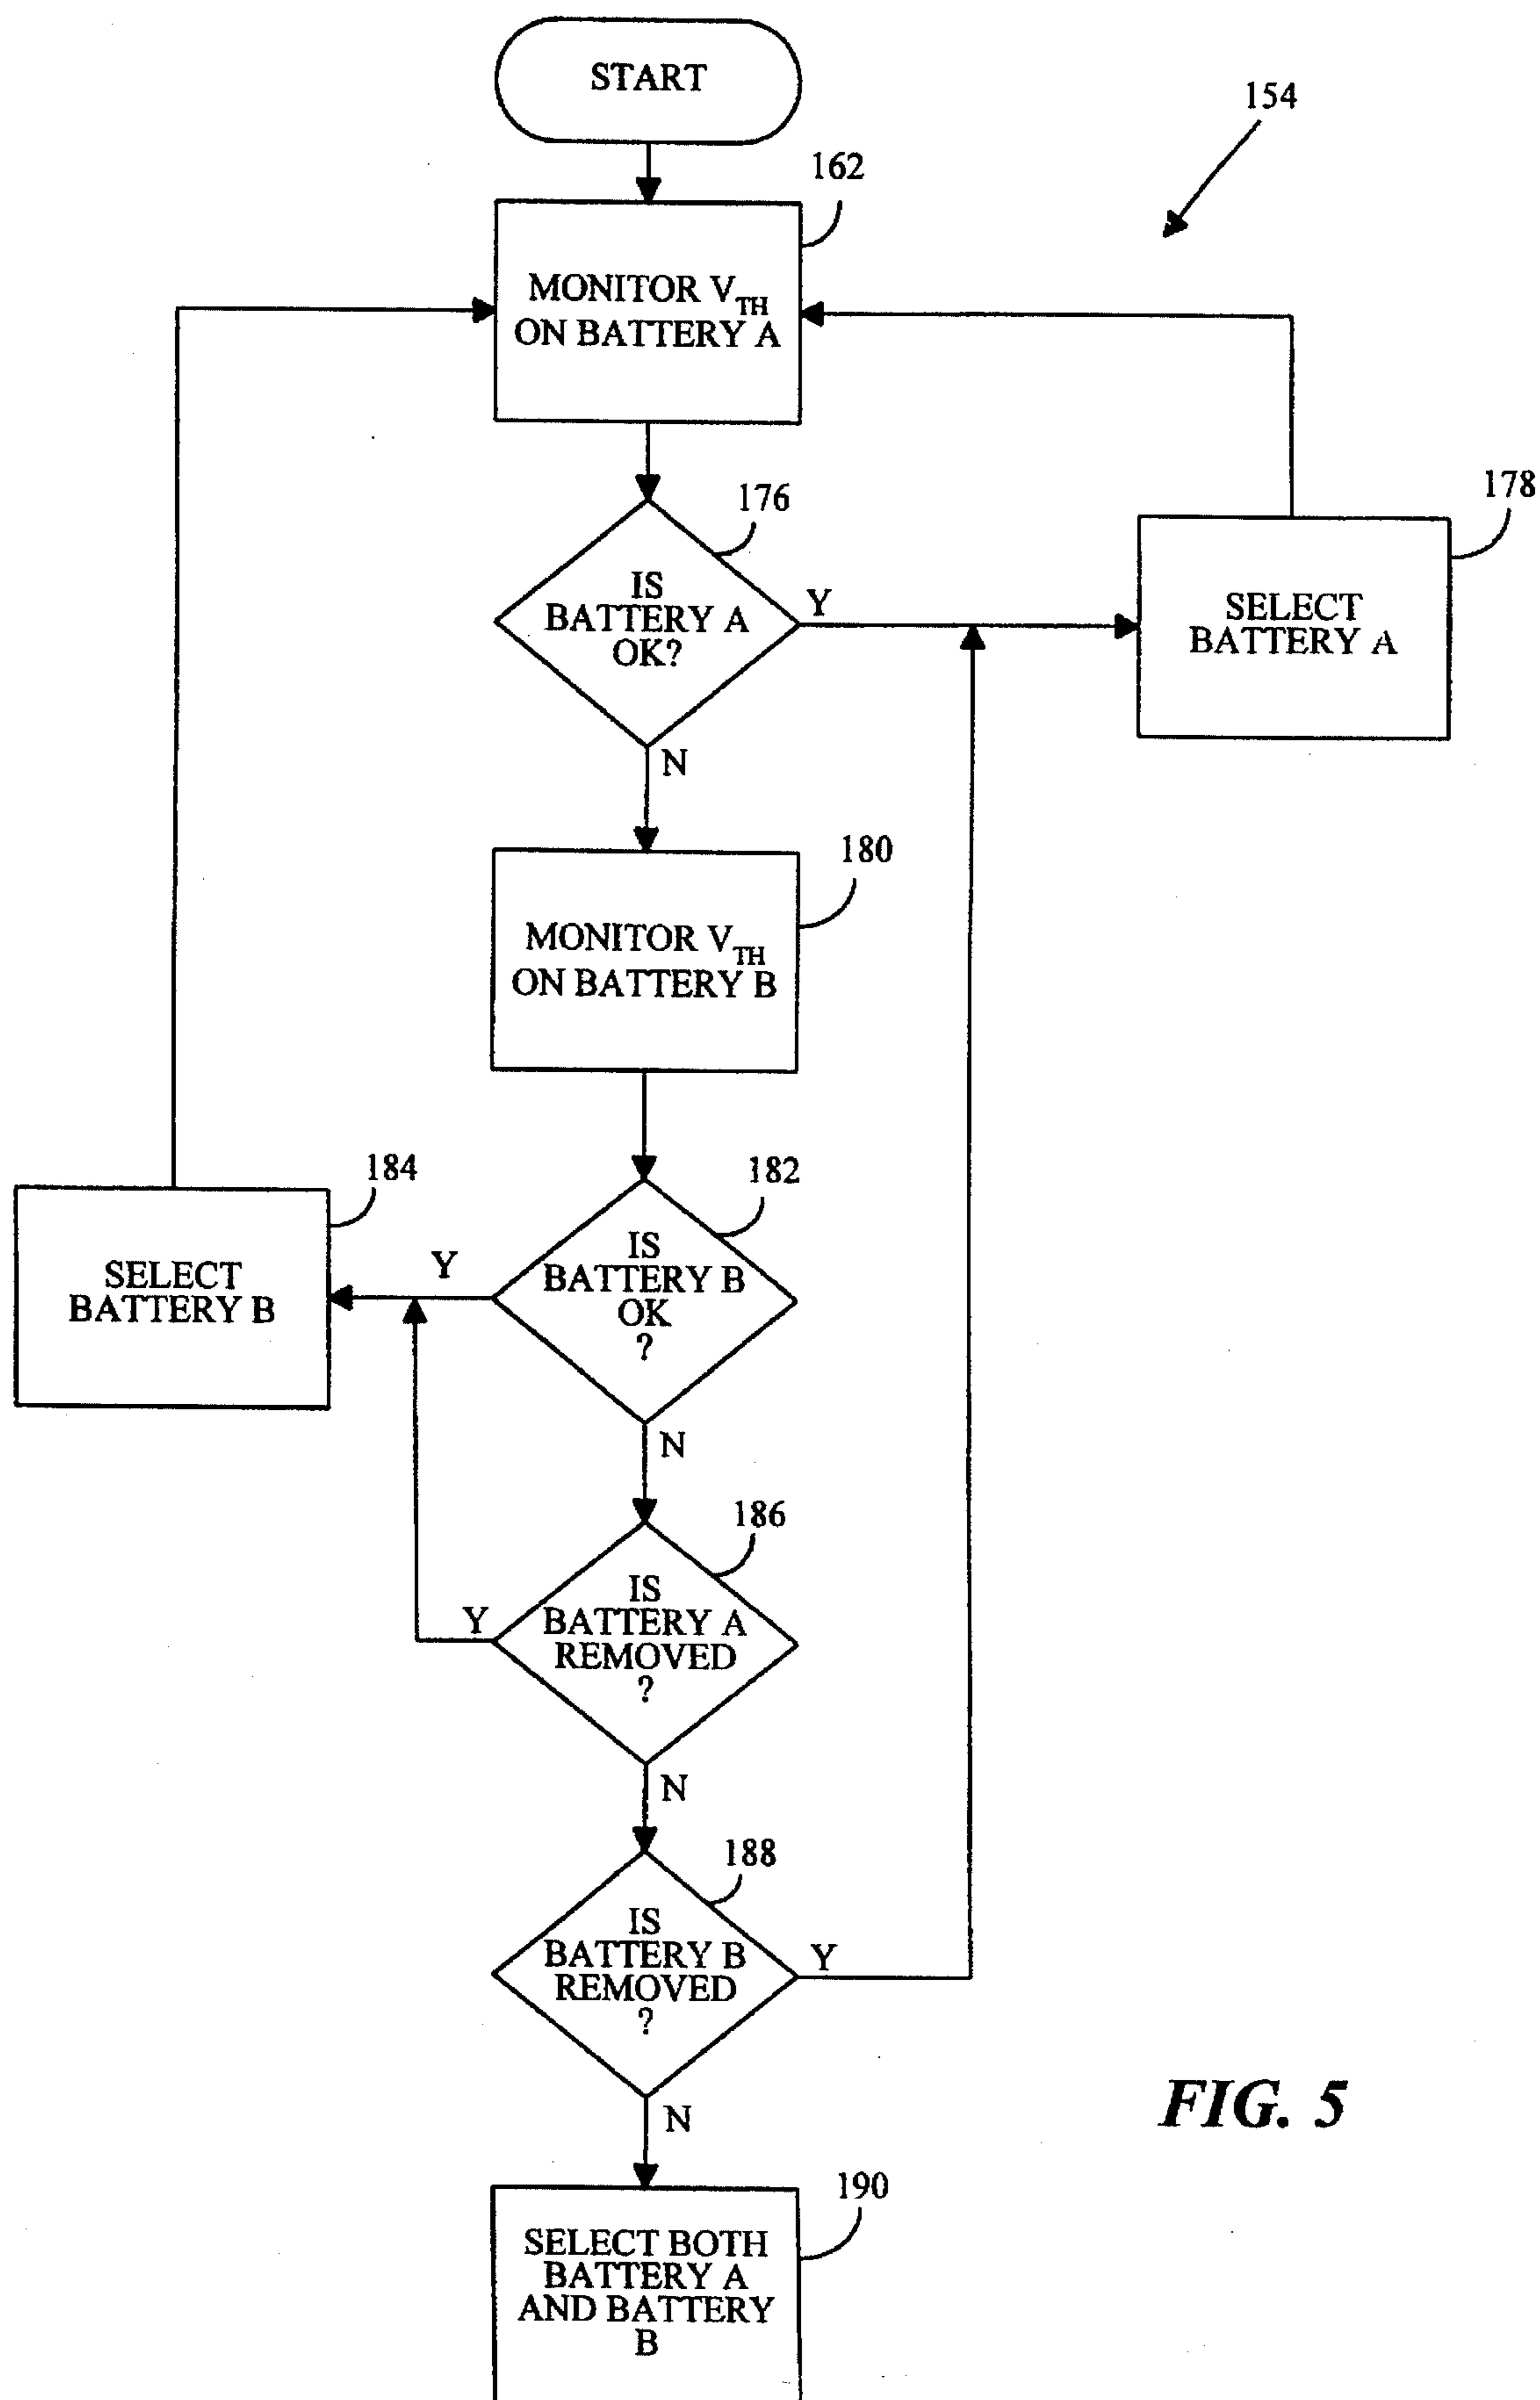 START
154
162
MONITOR VTH
ON BATTERY A
176
IS
BATTERY A
OK?
Y
N
178
SELECT
BATTERY A
180
MONITOR VTH
ON BATTERY B
182
IS
BATTERY B
OK
?
Y
N
184
SELECT
BATTERY B
186
IS
BATTERY A
REMOVED
?
Y
N
188
IS
BATTERY B
REMOVED
?
Y
N
190
SELECT BOTH
BATTERY A
AND BATTERY
B
FIG. 5